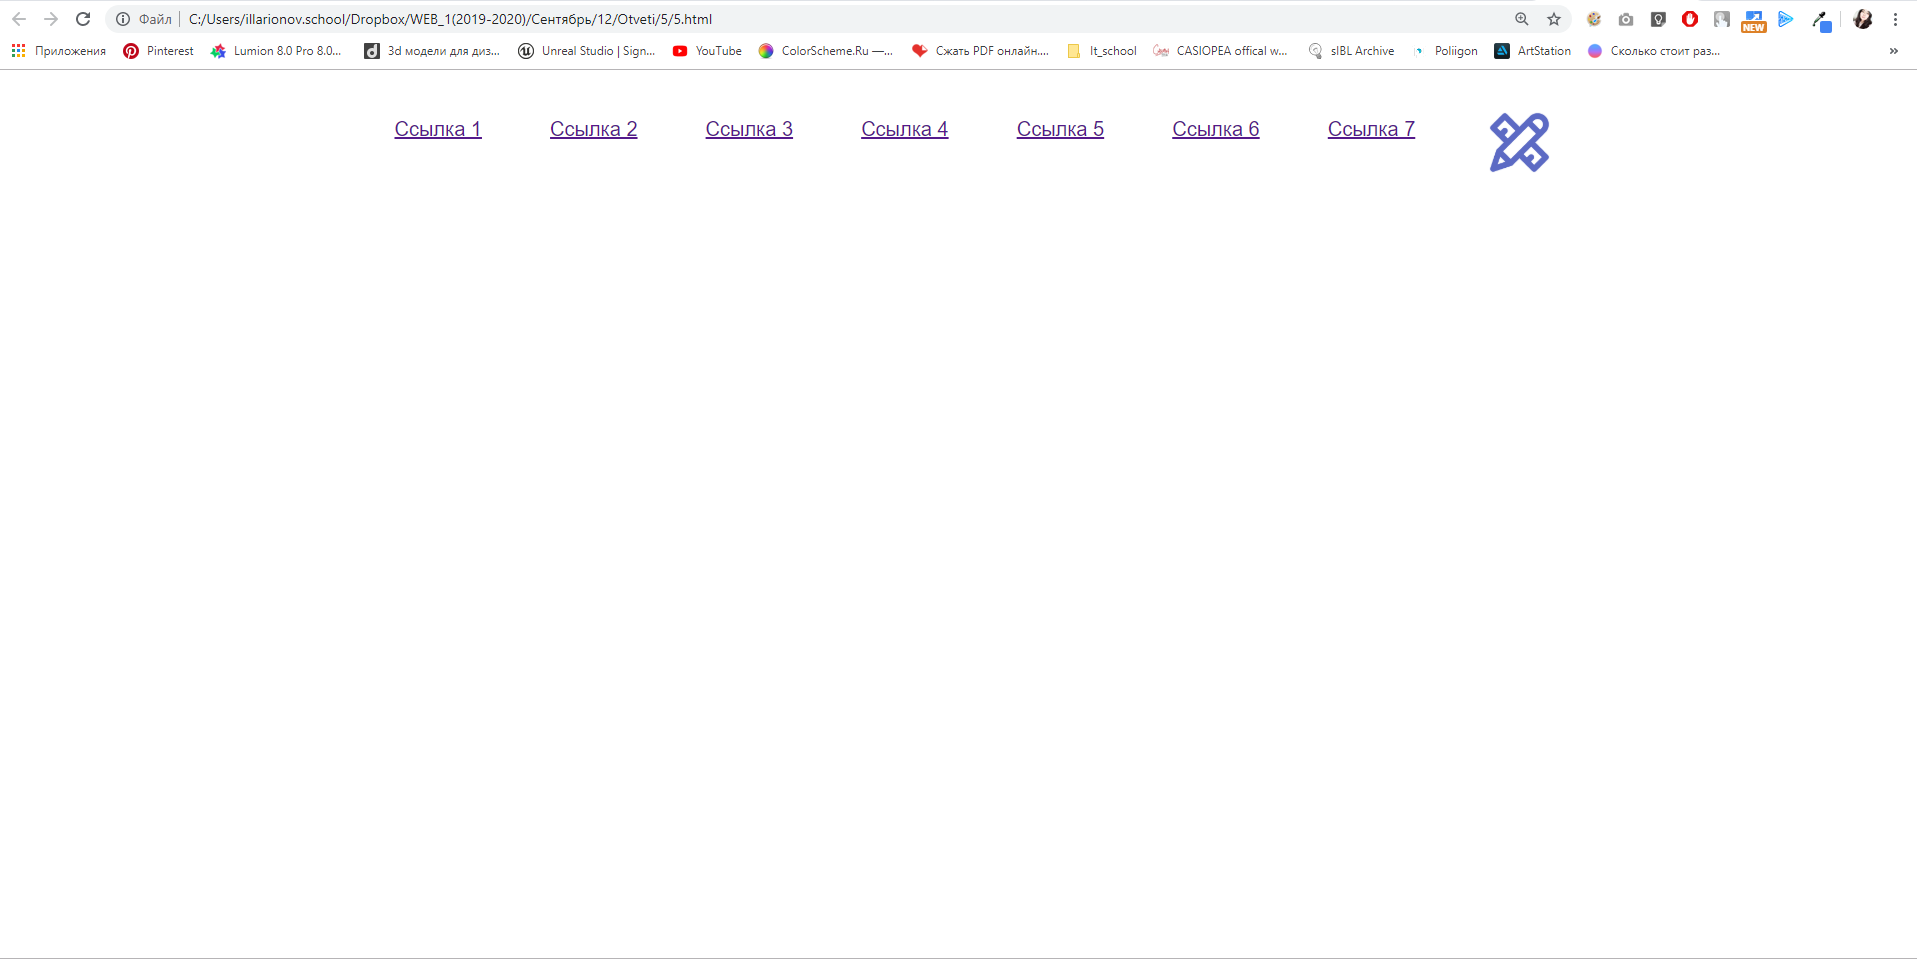 Файл C:/Users/illarionov.school/Dropbox/WEB_1(2019-2020)/Сентябрь/12/Otveti/5/5.html NEW
Приложения Pinterest Lumion 8.0 Pro 8.0... 3d модели для диз... Unreal Studio | Sign... YouTube ColorScheme.Ru —... Сжать PDF онлайн.... It_school CASIOPEA offical w... sIBL Archive Poliigon ArtStation Сколько стоит раз... »
Ссылка 1 Ссылка 2 Ссылка 3 Ссылка 4 Ссылка 5 Ссылка 6 Ссылка 7